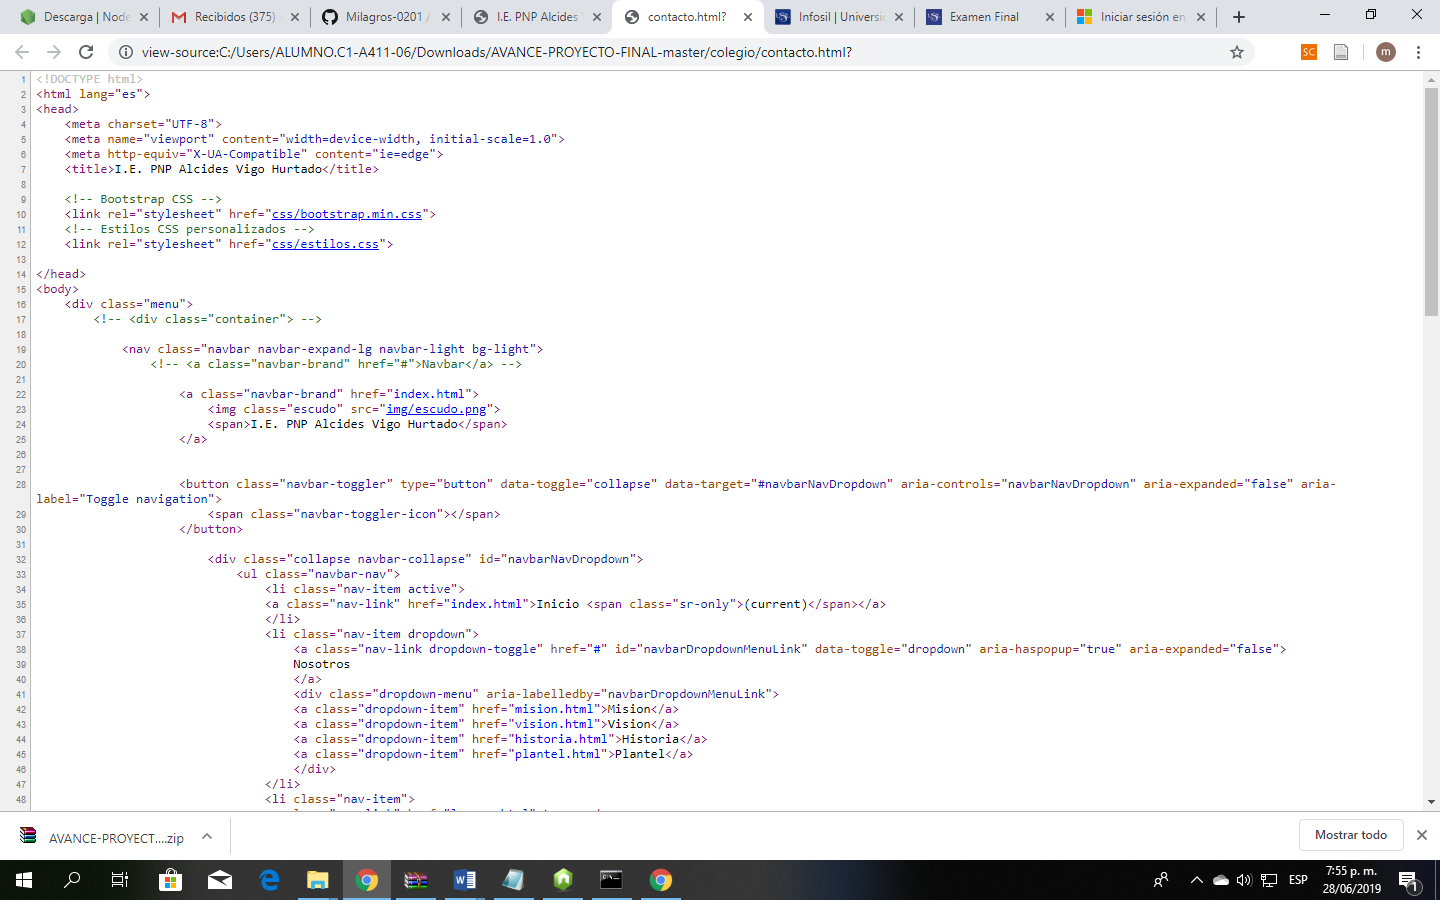 Descarga | Node
Recibidos (375) -
Milagros-0201 /
I.E. PNP Alcides
contacto.html?
Infosil | Universi
Examen Final
Iniciar sesión en
view-source:C:/Users/ALUMNO.C1-A411-06/Downloads/AVANCE-PROYECTO-FINAL-master/colegio/contacto.html?
SC
m
1 <!DOCTYPE html>
2 <html lang="es">
3 <head>
4 <meta charset="UTF-8">
5 <meta name="viewport" content="width=device-width, initial-scale=1.0">
6 <meta http-equiv="X-UA-Compatible" content="ie=edge">
7 <title>I.E. PNP Alcides Vigo Hurtado</title>
8
9 <!-- Bootstrap CSS -->
10 <link rel="stylesheet" href="css/bootstrap.min.css">
11 <!-- Estilos CSS personalizados -->
12 <link rel="stylesheet" href="css/estilos.css">
13
14 </head>
15 <body>
16 <div class="menu">
17 <!-- <div class="container"> -->
18
19 <nav class="navbar navbar-expand-lg navbar-light bg-light">
20 <!-- <a class="navbar-brand" href="#">Navbar</a> -->
21
22 <a class="navbar-brand" href="index.html">
23 <img class="escudo" src="img/escudo.png">
24 <span>I.E. PNP Alcides Vigo Hurtado</span>
25 </a>
26
27
28 <button class="navbar-toggler" type="button" data-toggle="collapse" data-target="#navbarNavDropdown" aria-controls="navbarNavDropdown" aria-expanded="false" aria-
label="Toggle navigation">
29 <span class="navbar-toggler-icon"></span>
30 </button>
31
32 <div class="collapse navbar-collapse" id="navbarNavDropdown">
33 <ul class="navbar-nav">
34 <li class="nav-item active">
35 <a class="nav-link" href="index.html">Inicio <span class="sr-only">(current)</span></a>
36 </li>
37 <li class="nav-item dropdown">
38 <a class="nav-link dropdown-toggle" href="#" id="navbarDropdownMenuLink" data-toggle="dropdown" aria-haspopup="true" aria-expanded="false">
39 Nosotros
40 </a>
41 <div class="dropdown-menu" aria-labelledby="navbarDropdownMenuLink">
42 <a class="dropdown-item" href="mision.html">Mision</a>
43 <a class="dropdown-item" href="vision.html">Vision</a>
44 <a class="dropdown-item" href="historia.html">Historia</a>
45 <a class="dropdown-item" href="plantel.html">Plantel</a>
46 </div>
47 </li>
48 <li class="nav-item">
AVANCE-PROYECT....zip
Mostrar todo
ESP
7:55 p. m.
28/06/2019
1